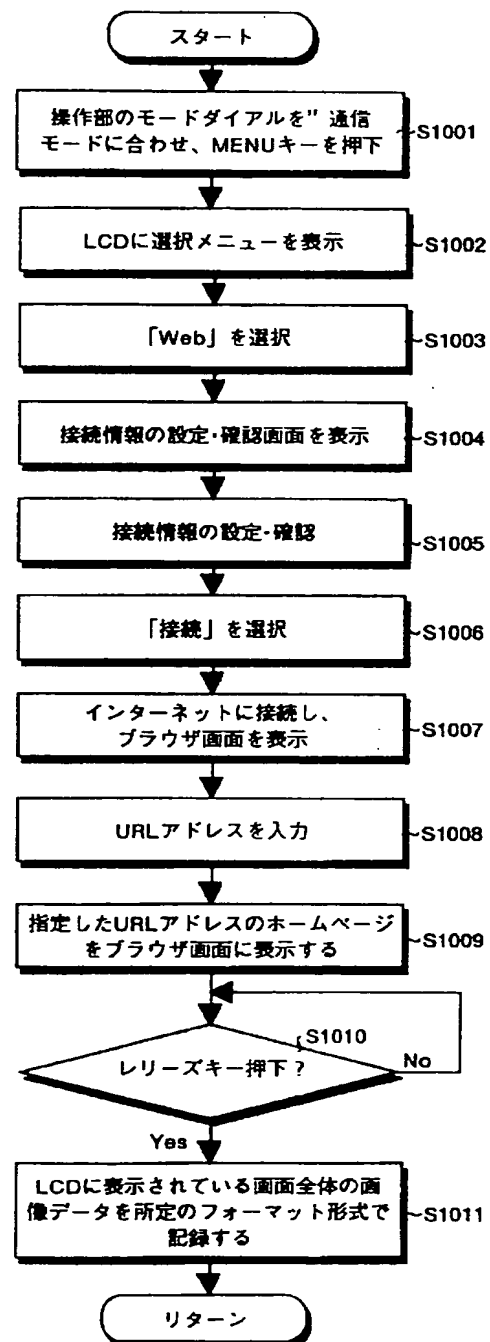 スタート
操作部のモードダイアルを”通信
モードに合わせ、MENUキーを押下
S1001
LCDに選択メニューを表示
S1002
「Web」を選択
S1003
接続情報の設定・確認画面を表示
S1004
接続情報の設定・確認
S1005
「接続」を選択
S1006
インターネットに接続し、
ブラウザ画面を表示
S1007
URLアドレスを入力
S1008
指定したURLアドレスのホームページ
をブラウザ画面に表示する
S1009
S1010
レリーズキー押下？
No
Yes
LCDに表示されている画面全体の画
像データを所定のフォーマット形式で
記録する
S1011
リターン